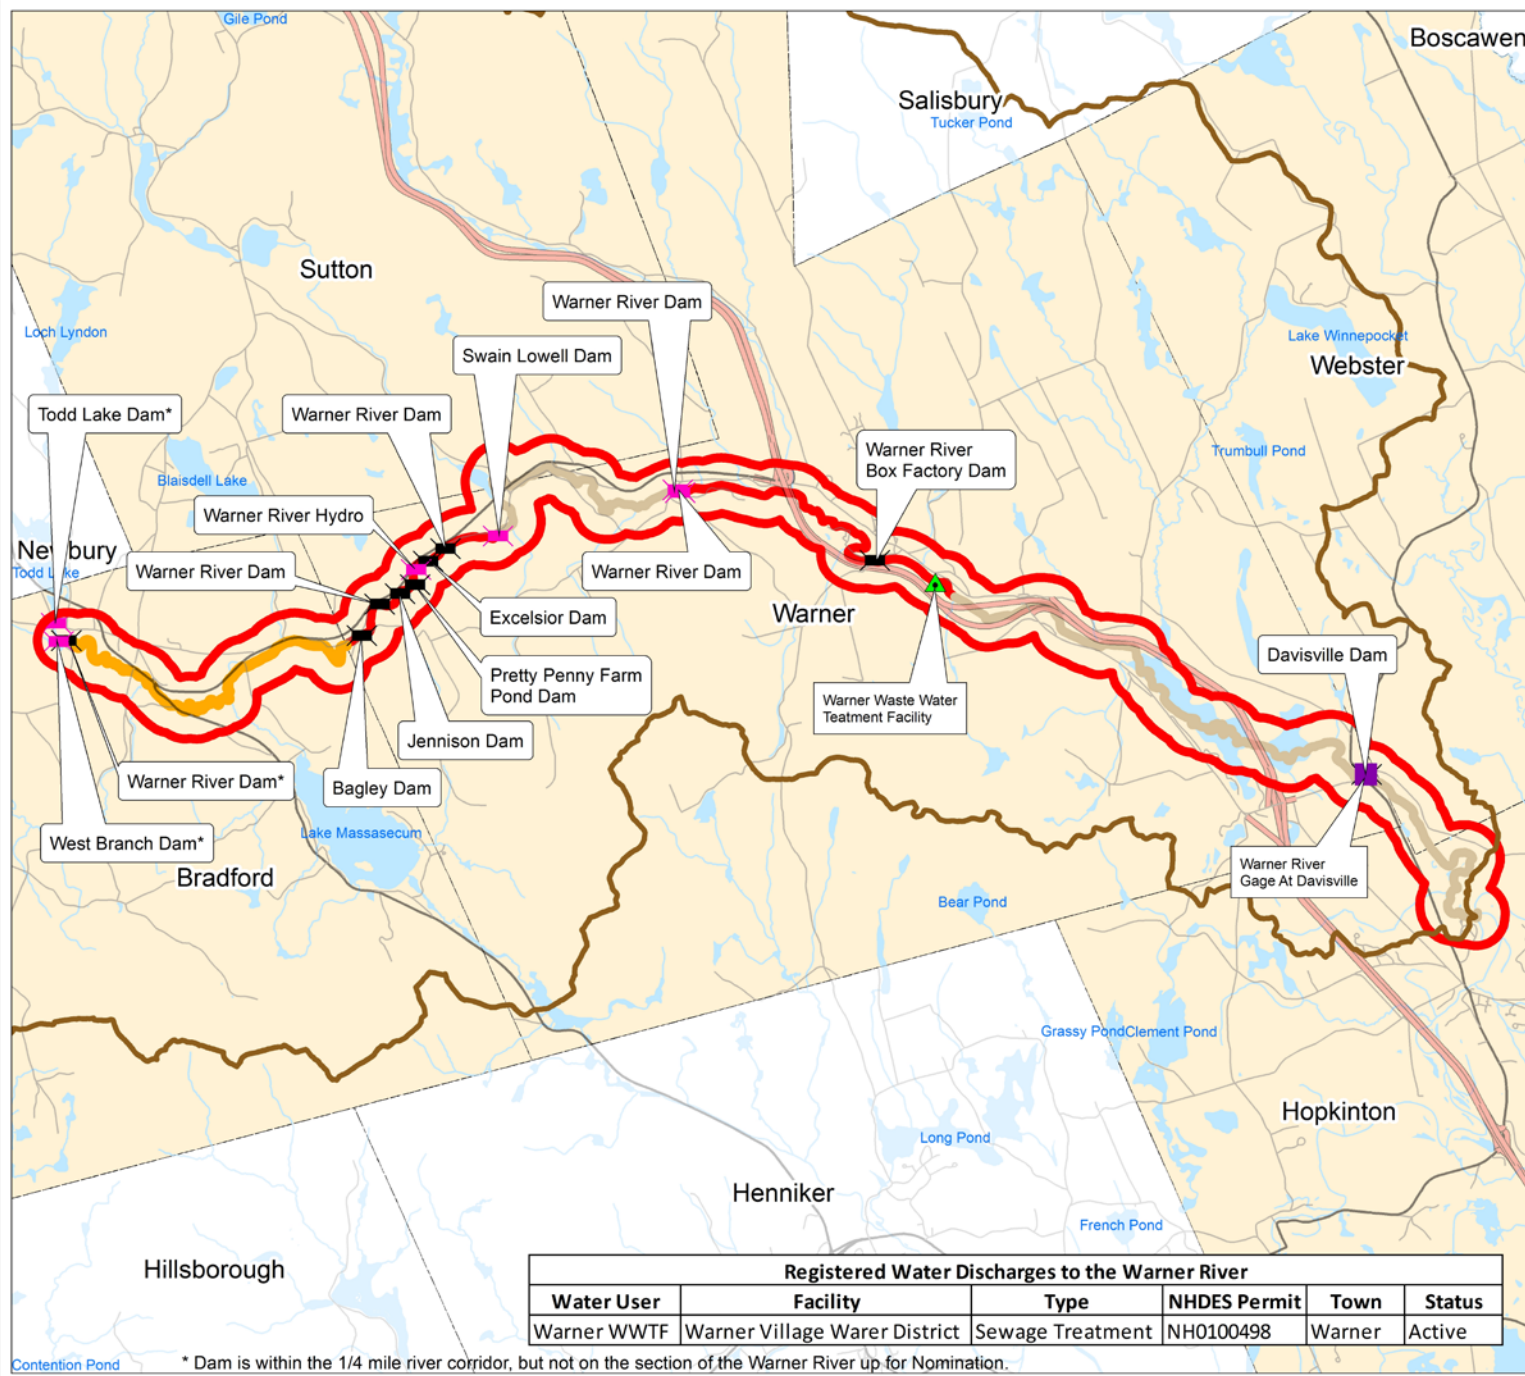 Gile Pond
Boscawen
Salisbury
Tucker Pond
Sutton
Warner River Dam
Loch Lyndon
Lake Winnepocket
Swain Lowell Dam
Webster
Todd Lake Dam*
Warner River Dam
Warner River
Box Factory Dam
Trumbull Pond
Blaisdell Lake
Warner River Hydro
Newbury
Todd Lake
Warner River Dam
Warner River Dam
Excelsior Dam
Warner
Davisville Dam
Pretty Penny Farm
Pond Dam
Warner Waste Water
Teatment Facility
Jennison Dam
Warner River Dam*
Bagley Dam
Lake Massasecum
West Branch Dam*
Warner River
Gage At Davisville
Bradford
Bear Pond
Grassy Pond
Clement Pond
Hopkinton
Long Pond
Henniker
French Pond
Hillsborough
Registered Water Discharges to the Warner River
Water User Facility Type NHDES Permit Town Status
Warner WWTF Warner Village Warer District Sewage Treatment NH0100498 Warner Active
Contention Pond
* Dam is within the 1/4 mile river corridor, but not on the section of the Warner River up for Nomination.